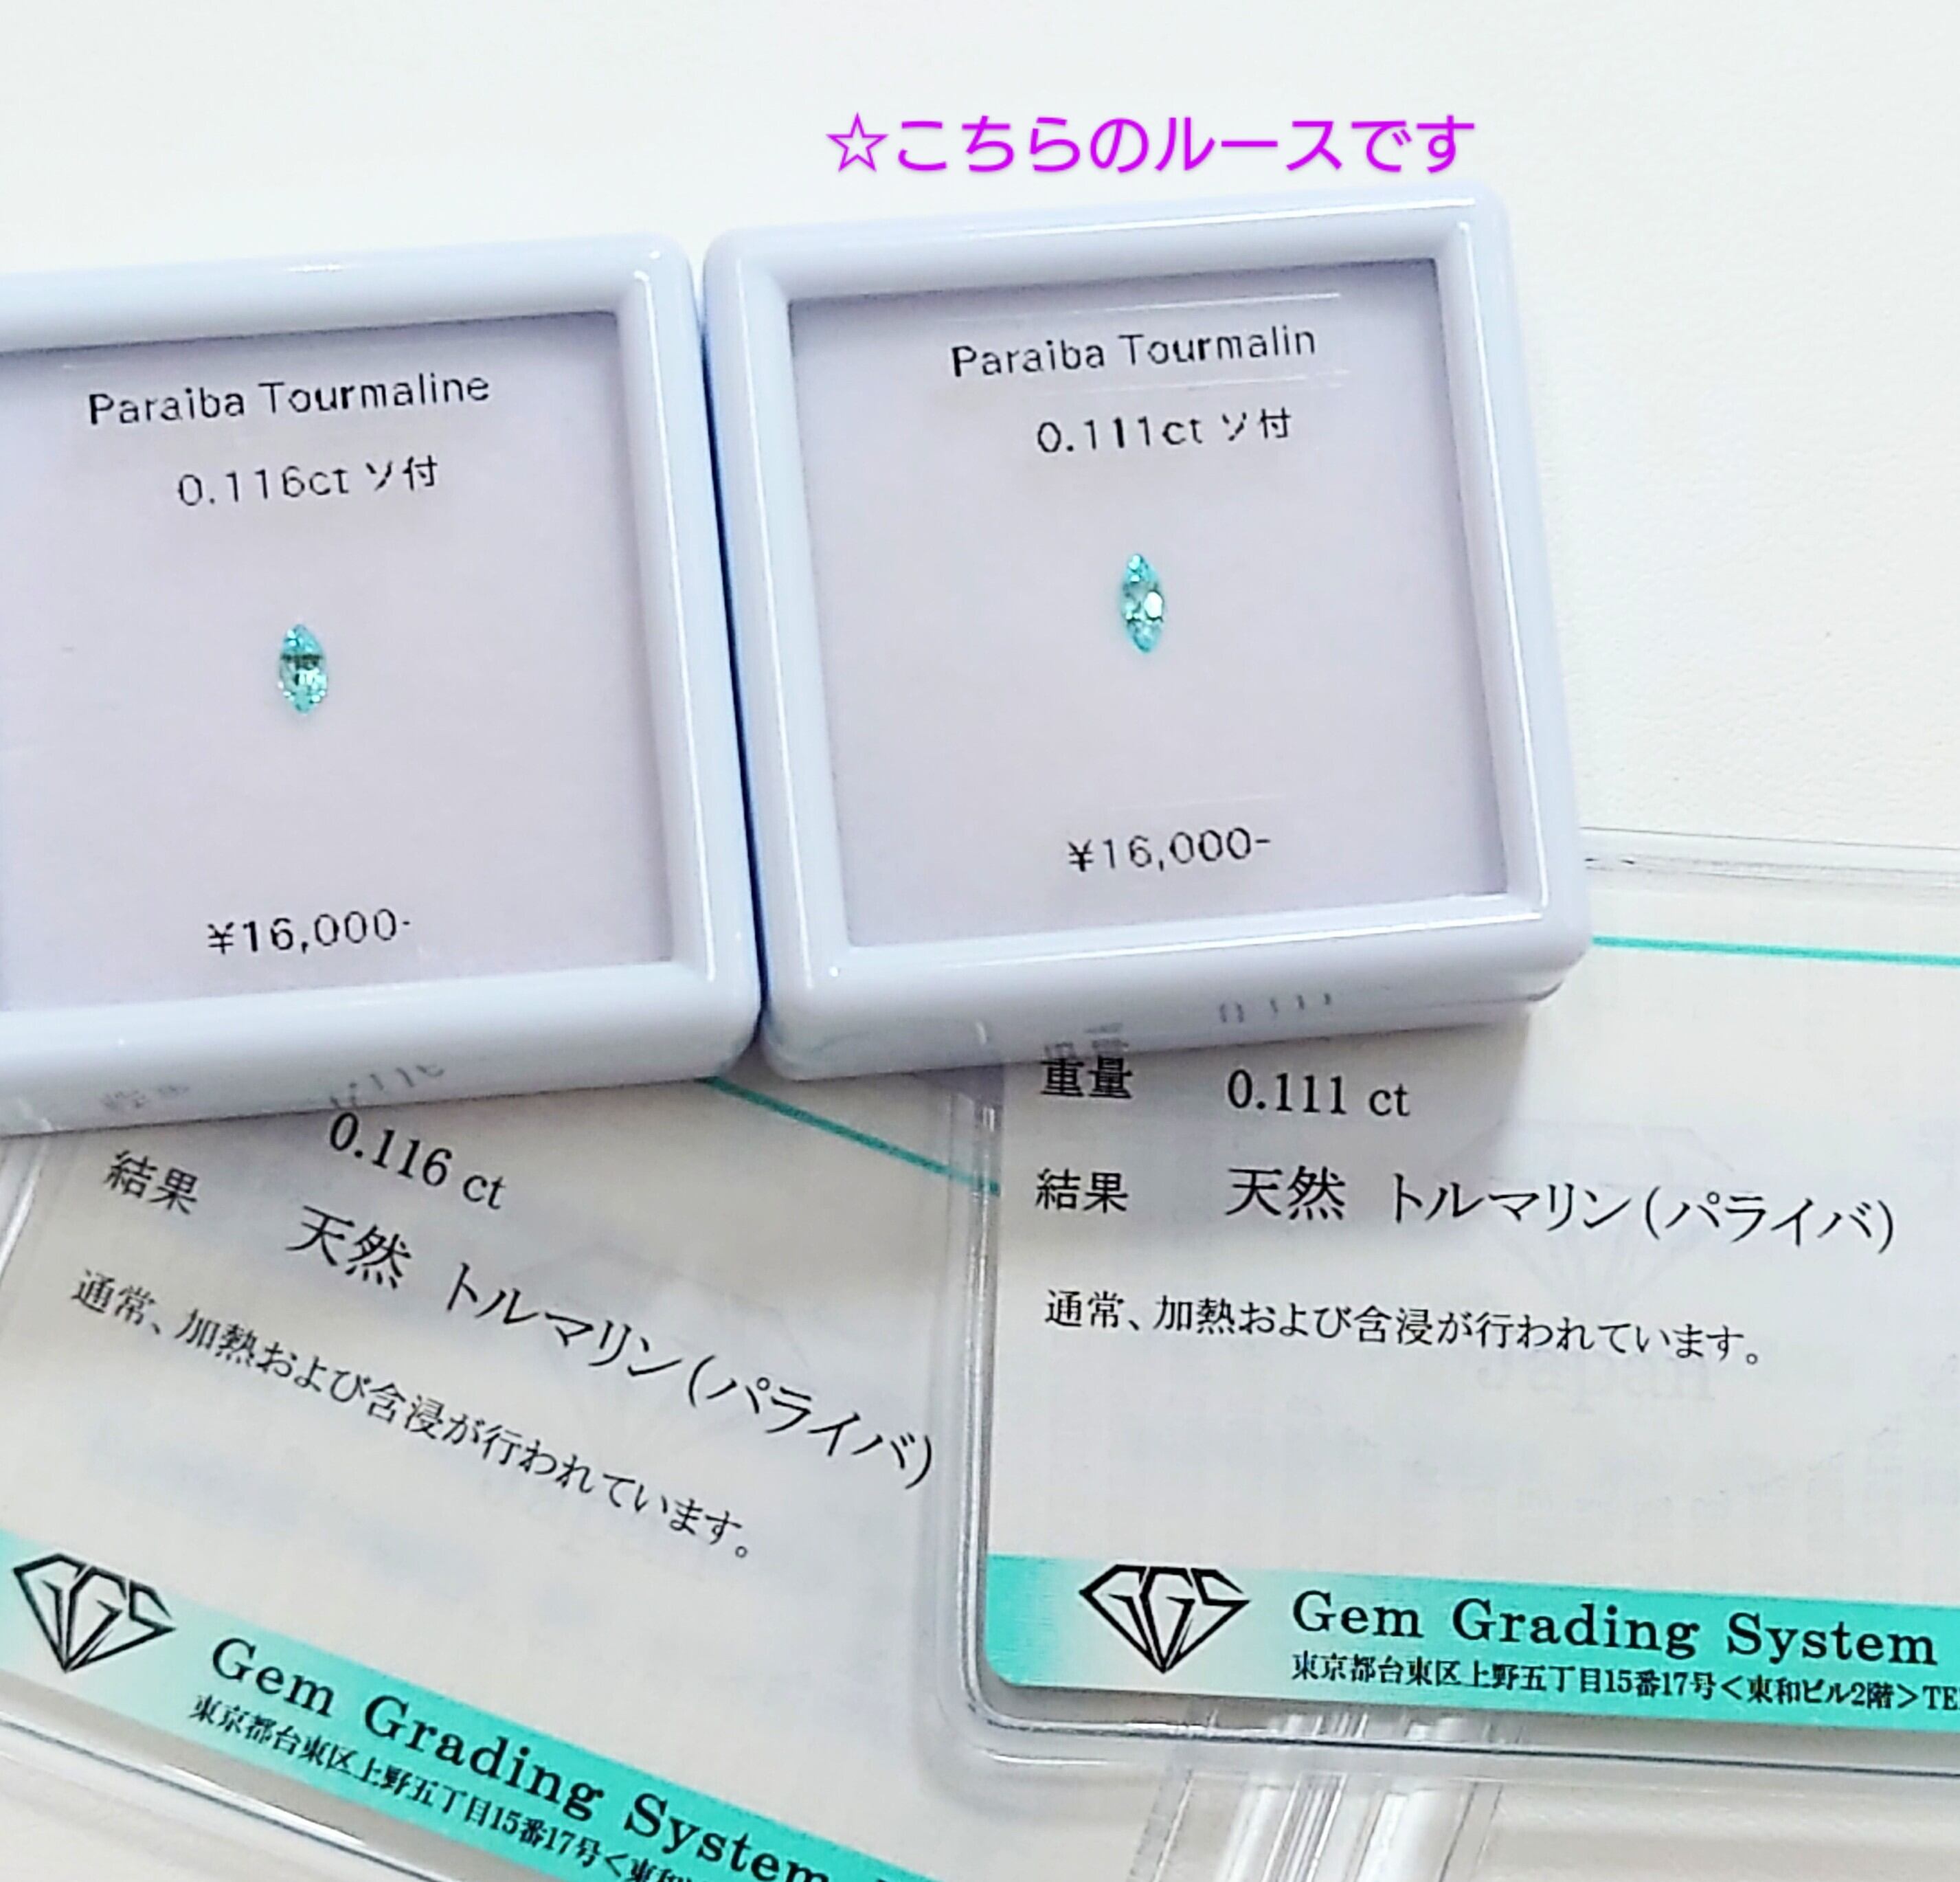 ☆こちらのルースです
Paraiba Tourmaline
0.116ct ソ付
¥16,000-
Paraiba Tourmalin
0.111ct ソ付
¥16,000-
0.116 ct
結果 天然 トルマリン(パライバ)
通常、加熱および含浸が行われています。
GGS
Gem Grading System
東京都台東区上野五丁目15番17号<東和
重量 0.111 ct
結果 天然 トルマリン(パライバ)
通常、加熱および含浸が行われています。
GGS
Gem Grading System
東京都台東区上野五丁目15番17号<東和ビル2階>TE